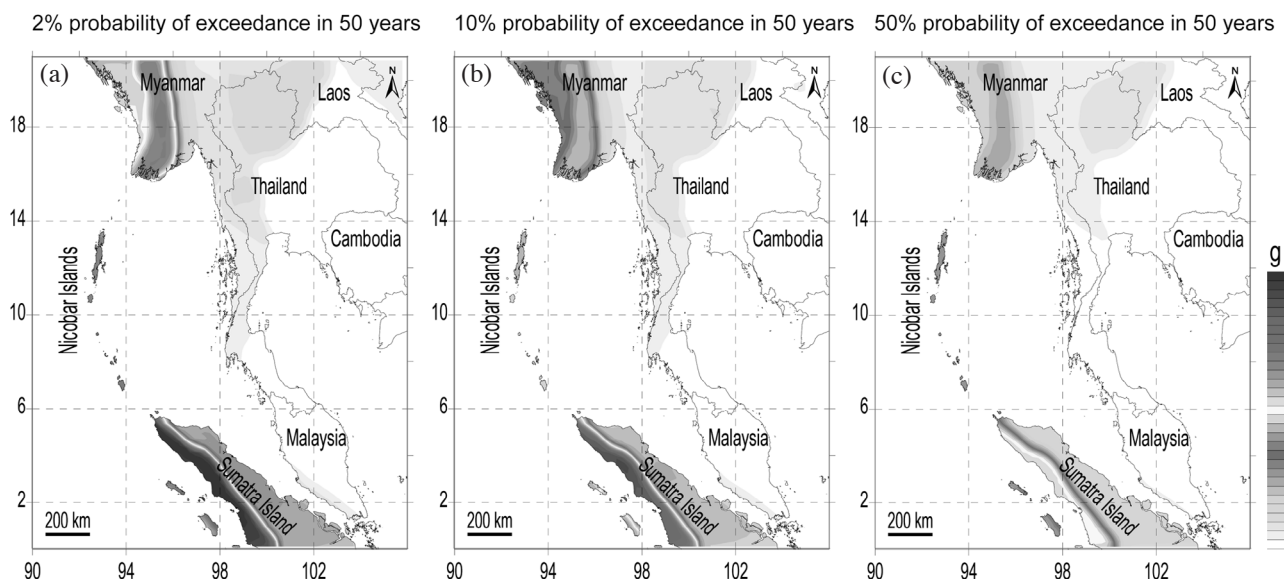 2% probability of exceedance in 50 years
10% probability of exceedance in 50 years
50% probability of exceedance in 50 years
(a)
Myanmar
Laos
N
18
Thailand
14
Cambodia
Nicobar Islands
10
6
Malaysia
Sumatra Island
2
200 km
90
94
98
102
(b)
Myanmar
Laos
N
18
Thailand
14
Cambodia
Nicobar Islands
10
6
Malaysia
Sumatra Island
2
200 km
90
94
98
102
(c)
Myanmar
Laos
N
18
Thailand
14
Cambodia
Nicobar Islands
10
6
Malaysia
Sumatra Island
2
200 km
90
94
98
102
g